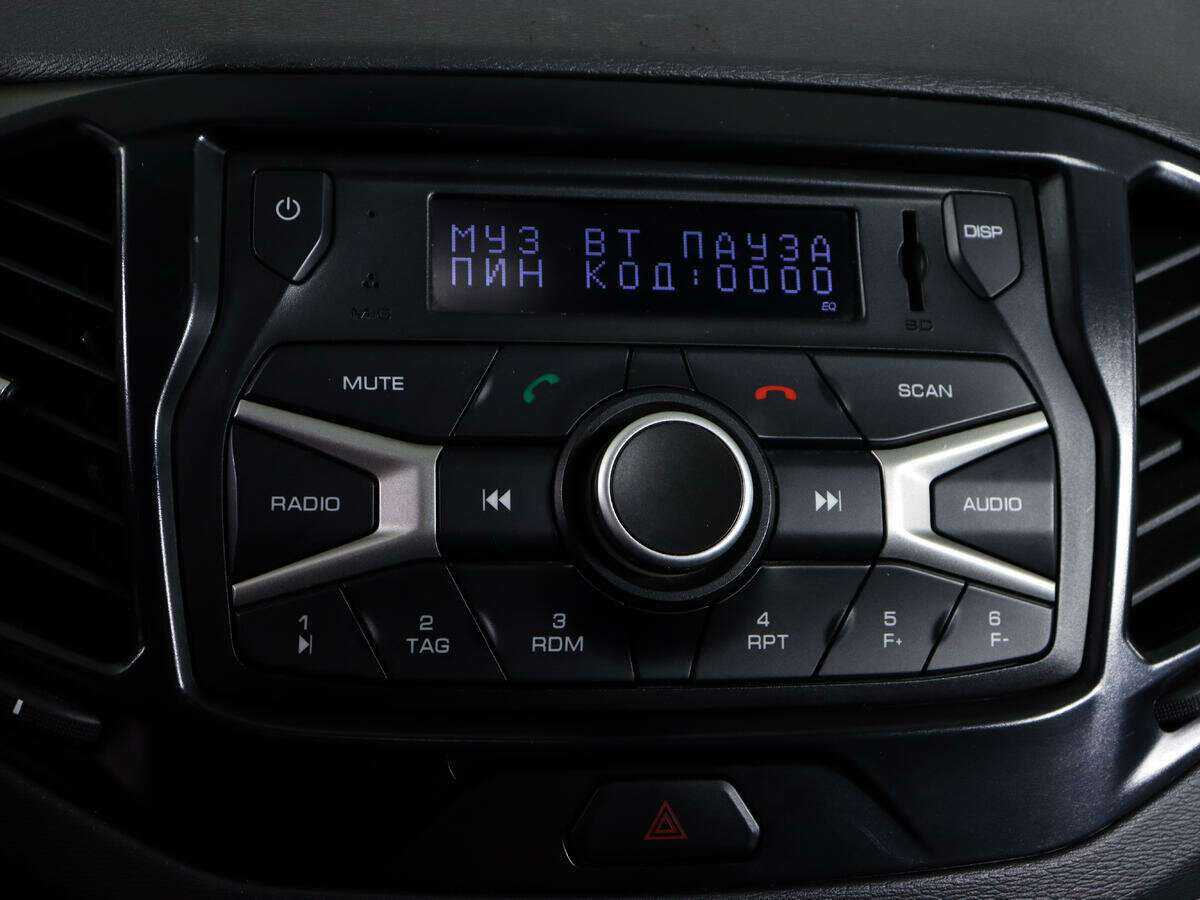 DISP
МУЗ ВТ ПАУЗА
ПИН КОД:0000
EQ
MIC
SD
MUTE
SCAN
RADIO
AUDIO
1
2
TAG
3
RDM
4
RPT
5
F+
6
F-